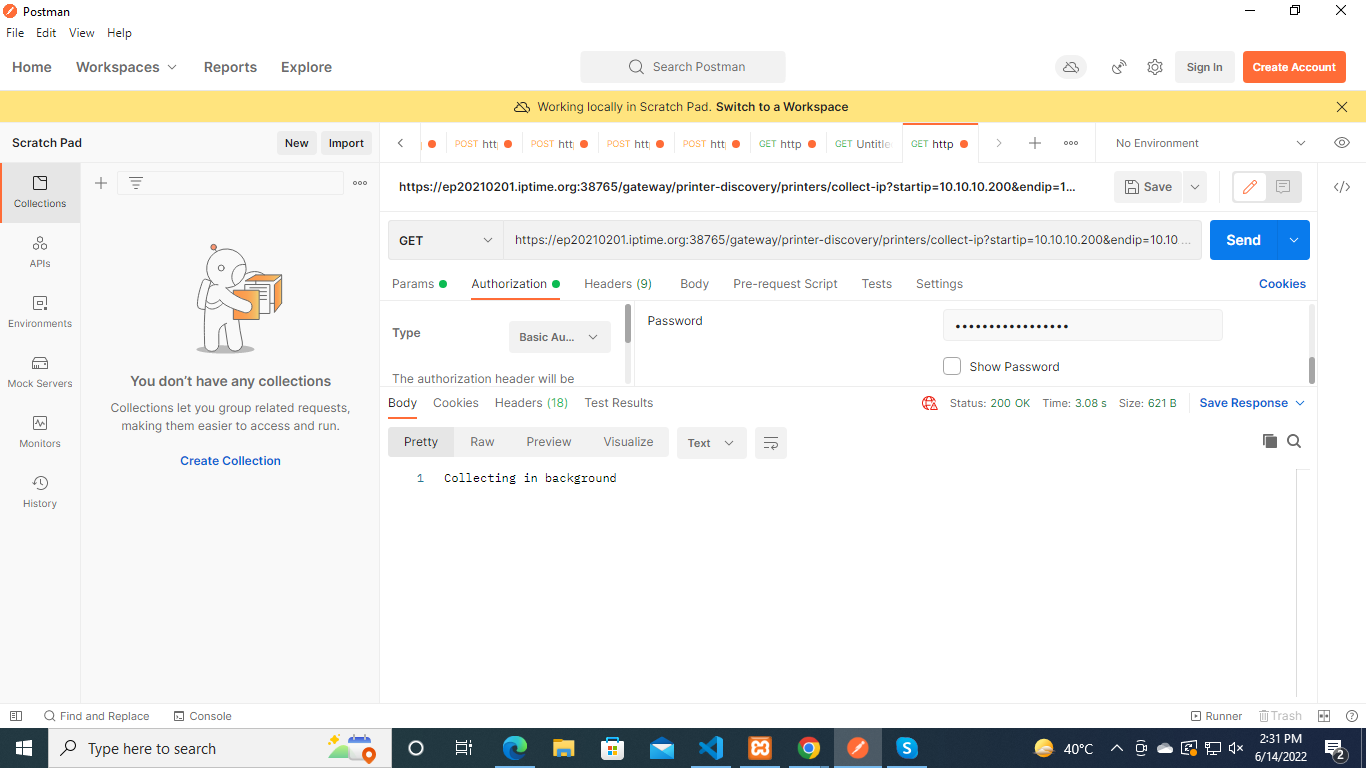 Postman
File Edit View Help
Home Workspaces Reports Explore
Search Postman
Sign In
Create Account
Working locally in Scratch Pad. Switch to a Workspace
Scratch Pad
New
Import
POST htt POST htt POST htt POST htt GET http GET Untitle GET http
No Environment
Collections
APIs
Environments
Mock Servers
Monitors
History
You don't have any collections
Collections let you group related requests,
making them easier to access and run.
Create Collection
https://ep20210201.iptime.org:38765/gateway/printer-discovery/printers/collect-ip?startip=10.10.10.200&endip=1...
Save
GET
https://ep20210201.iptime.org:38765/gateway/printer-discovery/printers/collect-ip?startip=10.10.10.200&endip=10.10 ...
Send
Params Authorization Headers (9) Body Pre-request Script Tests Settings
Cookies
Type
Basic Au...
The authorization header will be
Password
•••••••••••••••••
Show Password
Body Cookies Headers (18) Test Results
Status: 200 OK Time: 3.08 s Size: 621 B
Save Response
Pretty Raw Preview Visualize
Text
1 Collecting in background
Find and Replace
Console
Runner
Trash
Type here to search
40°C
2:31 PM
6/14/2022
2